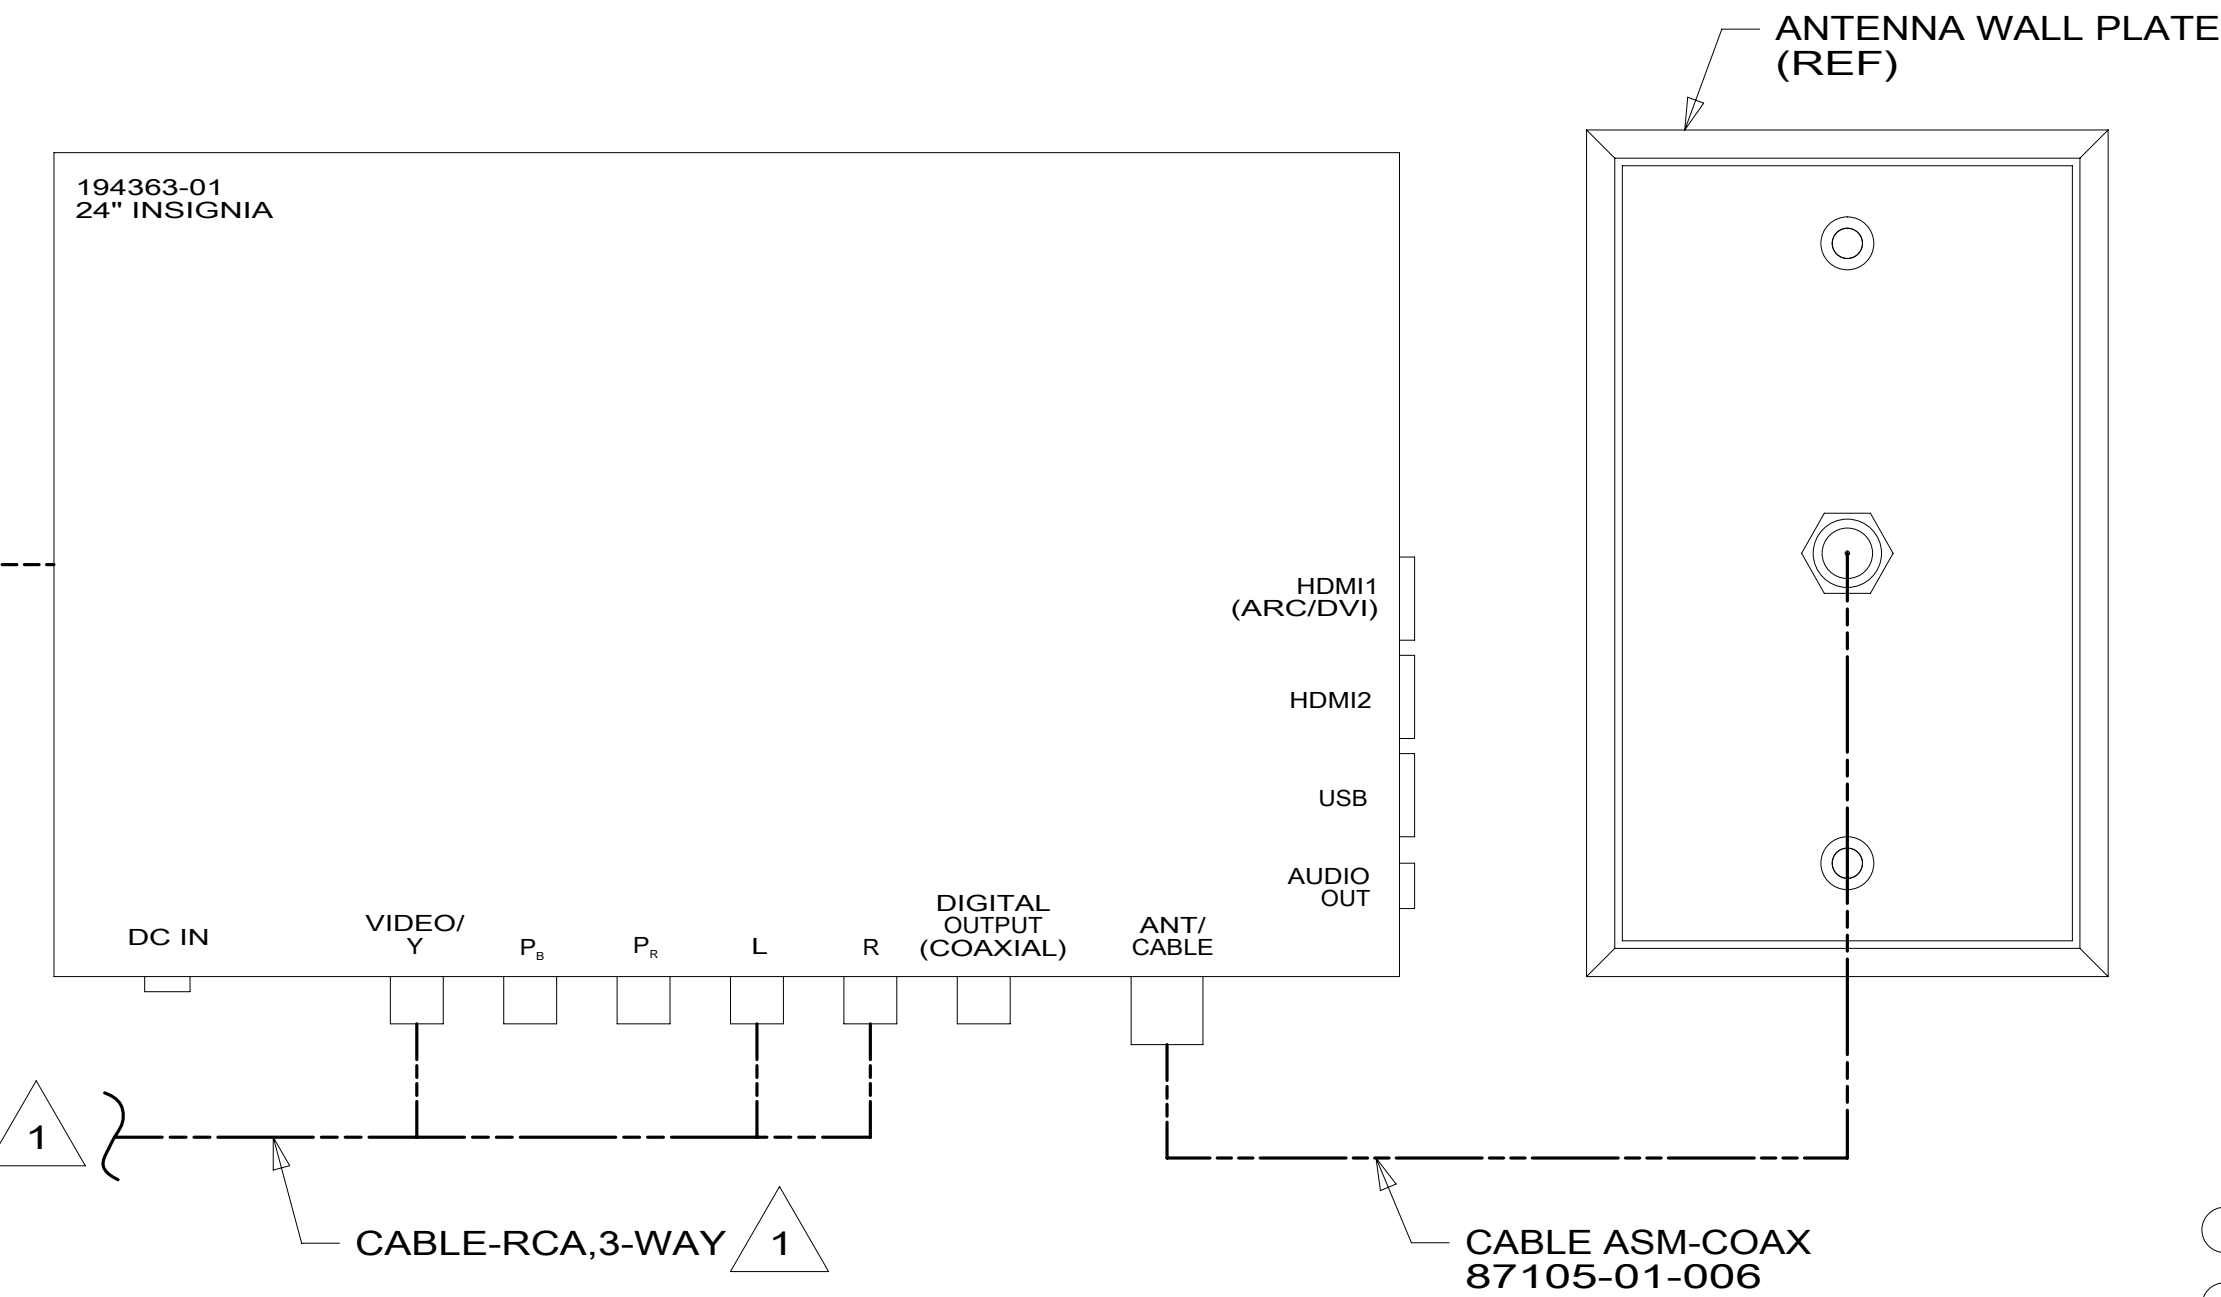 ANTENNA WALL PLATE
(REF)
194363-01
24" INSIGNIA
HDMI1
(ARC/DVI)
HDMI2
USB
AUDIO
OUT
DC IN
VIDEO/
Y
PB
PR
L
R
DIGITAL
OUTPUT
(COAXIAL)
ANT/
CABLE
1
CABLE-RCA,3-WAY
1
CABLE ASM-COAX
87105-01-006